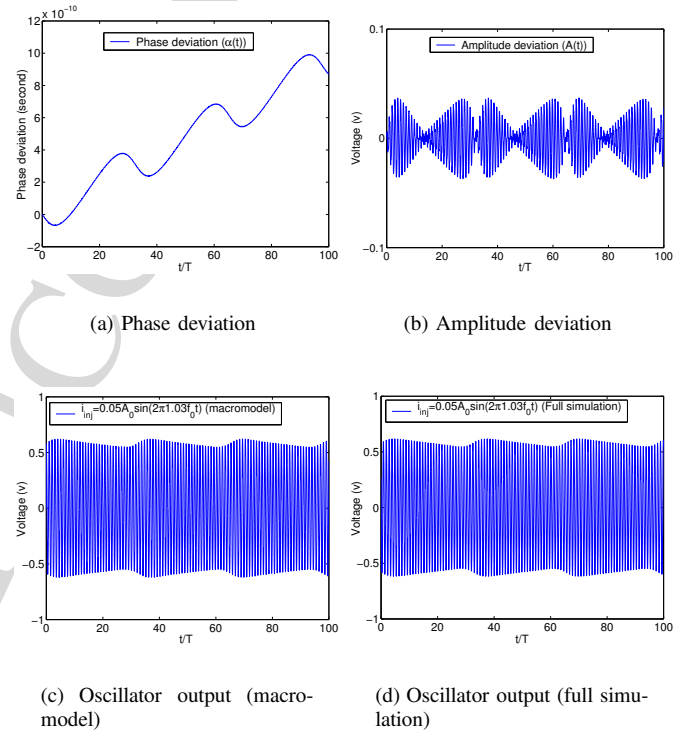 x 10⁻¹⁰
12
10
8
6
4
2
0
−2
0 20 40 60 80 100
t/T
Phase deviation (second)
Phase deviation (α(t))
(a) Phase deviation
0.1
0
−0.1
0 20 40 60 80 100
t/T
Voltage (v)
Amplitude deviation (A(t))
(b) Amplitude deviation
1
0.5
0
−0.5
−1
0 20 40 60 80 100
t/T
Voltage (v)
i_inj=0.05A_0sin(2π1.03f_0t) (macromodel)
(c) Oscillator output (macro-
model)
1
0.5
0
−0.5
−1
0 20 40 60 80 100
t/T
Voltage (v)
i_inj=0.05A_0sin(2π1.03f_0t) (Full simulation)
(d) Oscillator output (full simu-
lation)